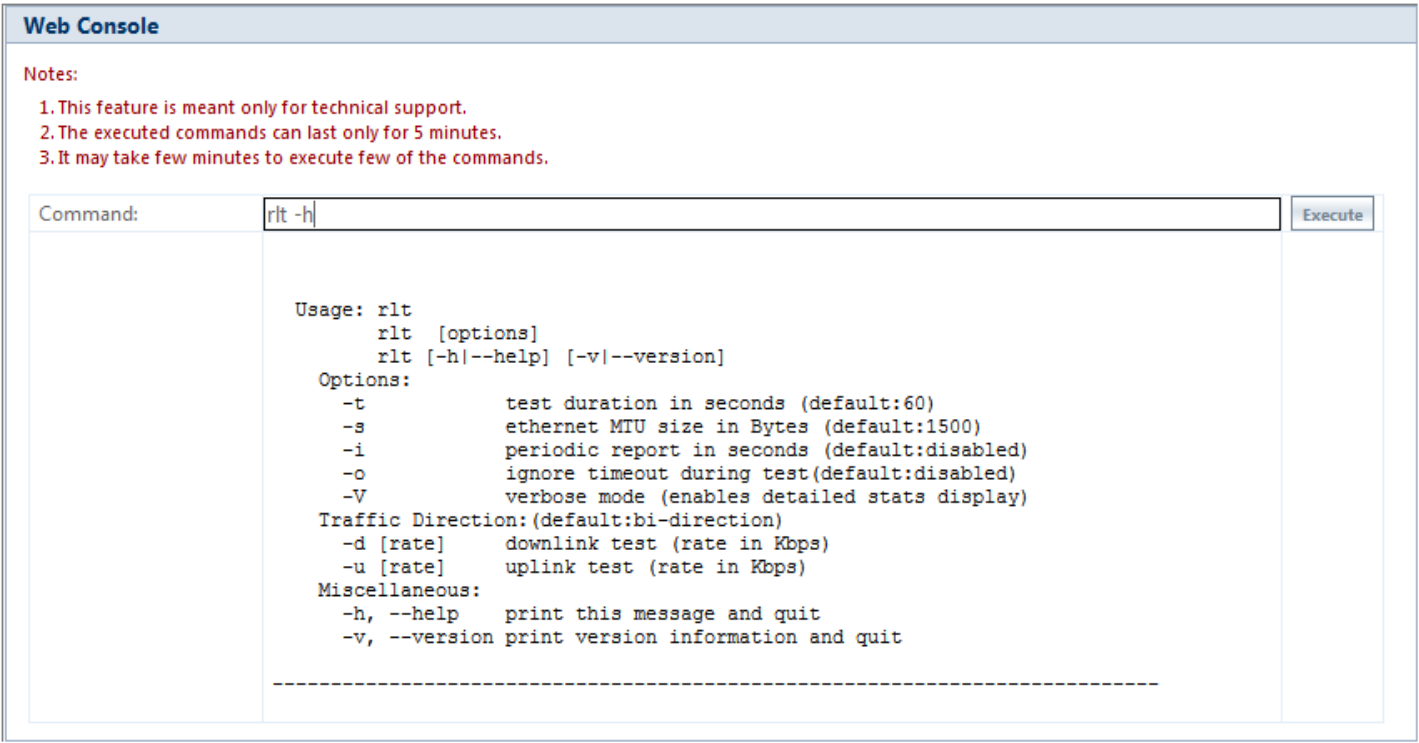 Web Console
Notes:
1. This feature is meant only for technical support.
2. The executed commands can last only for 5 minutes.
3. It may take few minutes to execute few of the commands.
Command: rlt -h Execute
Usage: rlt
rlt [options]
rlt [-h|--help] [-v|--version]
Options:
-t test duration in seconds (default:60)
-s ethernet MTU size in Bytes (default:1500)
-i periodic report in seconds (default:disabled)
-o ignore timeout during test(default:disabled)
-V verbose mode (enables detailed stats display)
Traffic Direction:(default:bi-direction)
-d [rate] downlink test (rate in Kbps)
-u [rate] uplink test (rate in Kbps)
Miscellaneous:
-h, --help print this message and quit
-v, --version print version information and quit
----------------------------------------------------------------------------